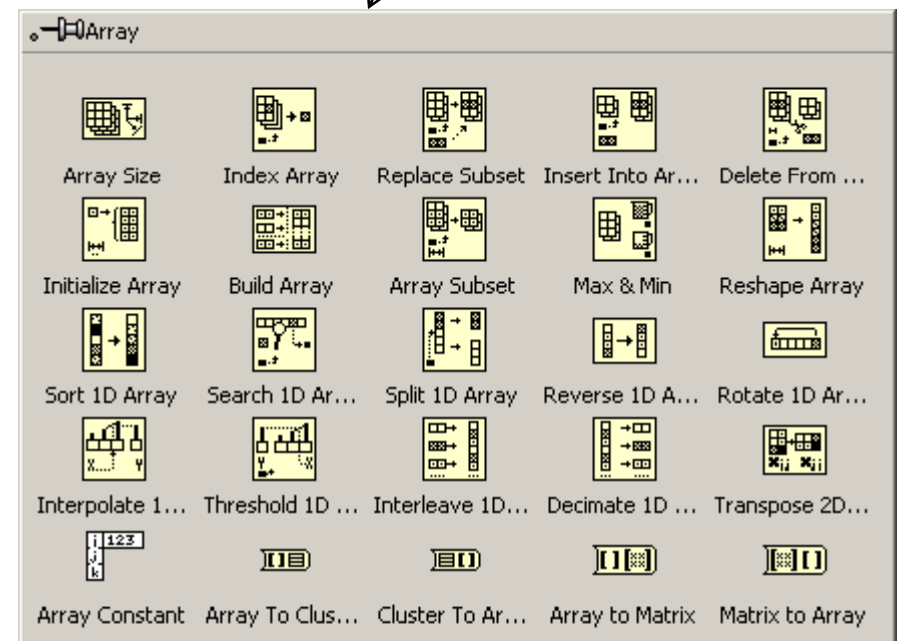 Array
Array Size Index Array Replace Subset Insert Into Ar... Delete From ...
Initialize Array Build Array Array Subset Max & Min Reshape Array
Sort 1D Array Search 1D Ar... Split 1D Array Reverse 1D A... Rotate 1D Ar...
Interpolate 1... Threshold 1D ... Interleave 1D... Decimate 1D ... Transpose 2D...
Array Constant Array To Clus... Cluster To Ar... Array to Matrix Matrix to Array